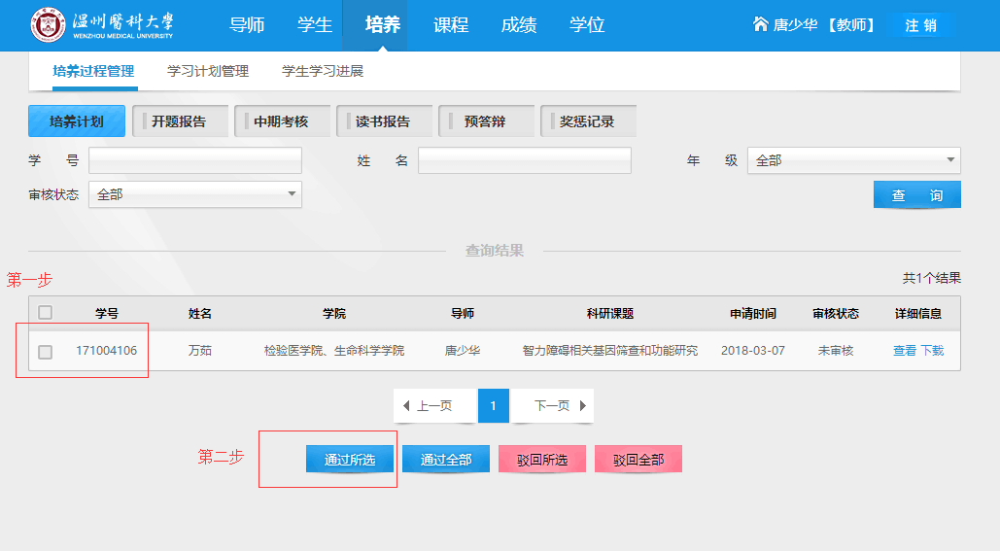 溫州醫科大學
WENZHOU MEDICAL UNIVERSITY
导师 学生 培养 课程 成绩 学位
唐少华 【教师】 注 销
培养过程管理 学习计划管理 学生学习进展
培养计划 开题报告 中期考核 读书报告 预答辩 奖惩记录
学 号 姓 名 年 级 全部
审核状态 全部 查 询
查询结果
第一步
共1个结果
学号 姓名 学院 导师 科研课题 申请时间 审核状态 详细信息
171004106 万茹 检验医学院、生命科学学院 唐少华 智力障碍相关基因筛查和功能研究 2018-03-07 未审核 查看 下载
上一页 1 下一页
第二步
通过所选 通过全部 驳回所选 驳回全部